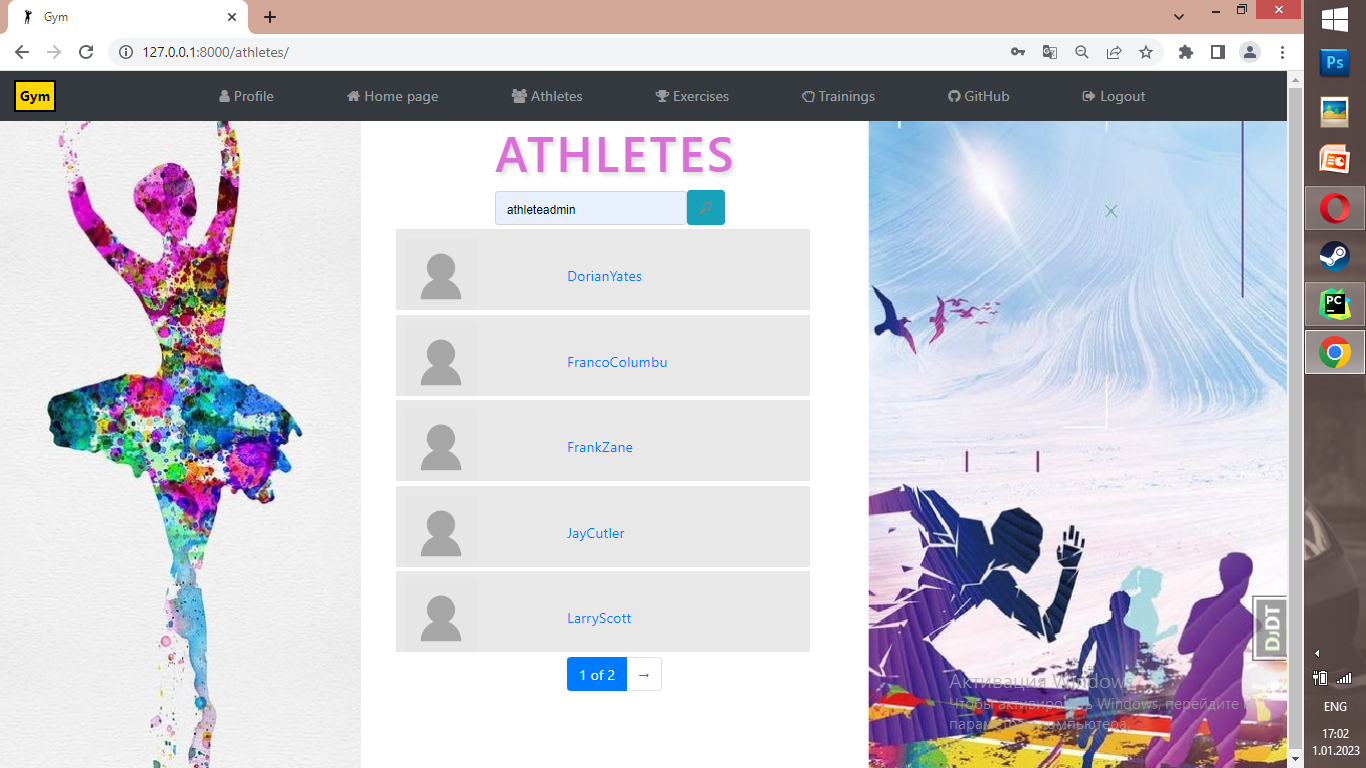 Gym
127.0.0.1:8000/athletes/
Gym
Profile
Home page
Athletes
Exercises
Trainings
GitHub
Logout
ATHLETES
athleteadmin
DorianYates
FrancoColumbu
FrankZane
JayCutler
LarryScott
1 of 2 →
DJDT
Активация Windows
Чтобы активировать Windows, перейдите
компьютера.
Ps
PC
ENG
17:02
1.01.2023